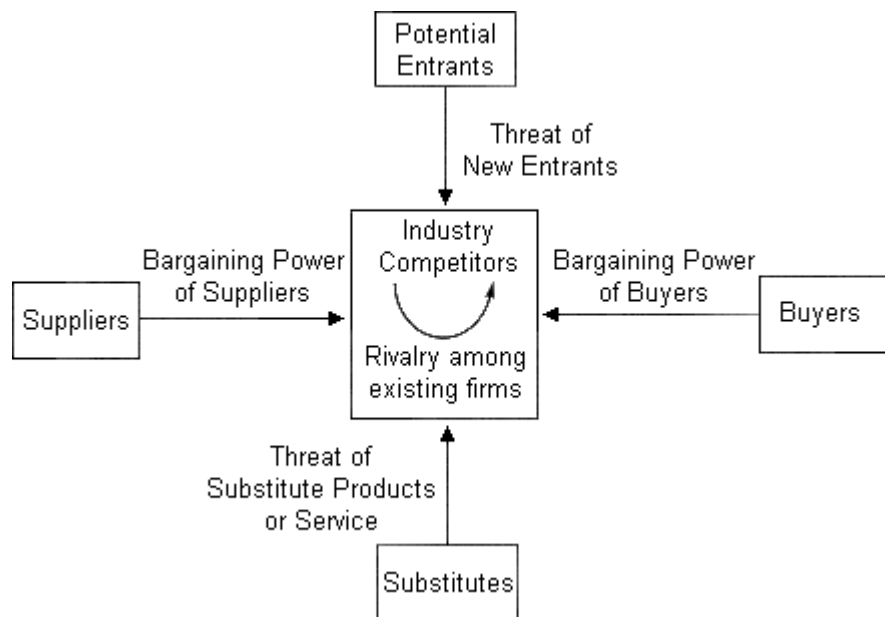 Potential
Entrants
Threat of
New Entrants
Industry
Competitors
Rivalry among
existing firms
Bargaining Power
of Suppliers
Suppliers
Bargaining Power
of Buyers
Buyers
Threat of
Substitute Products
or Service
Substitutes